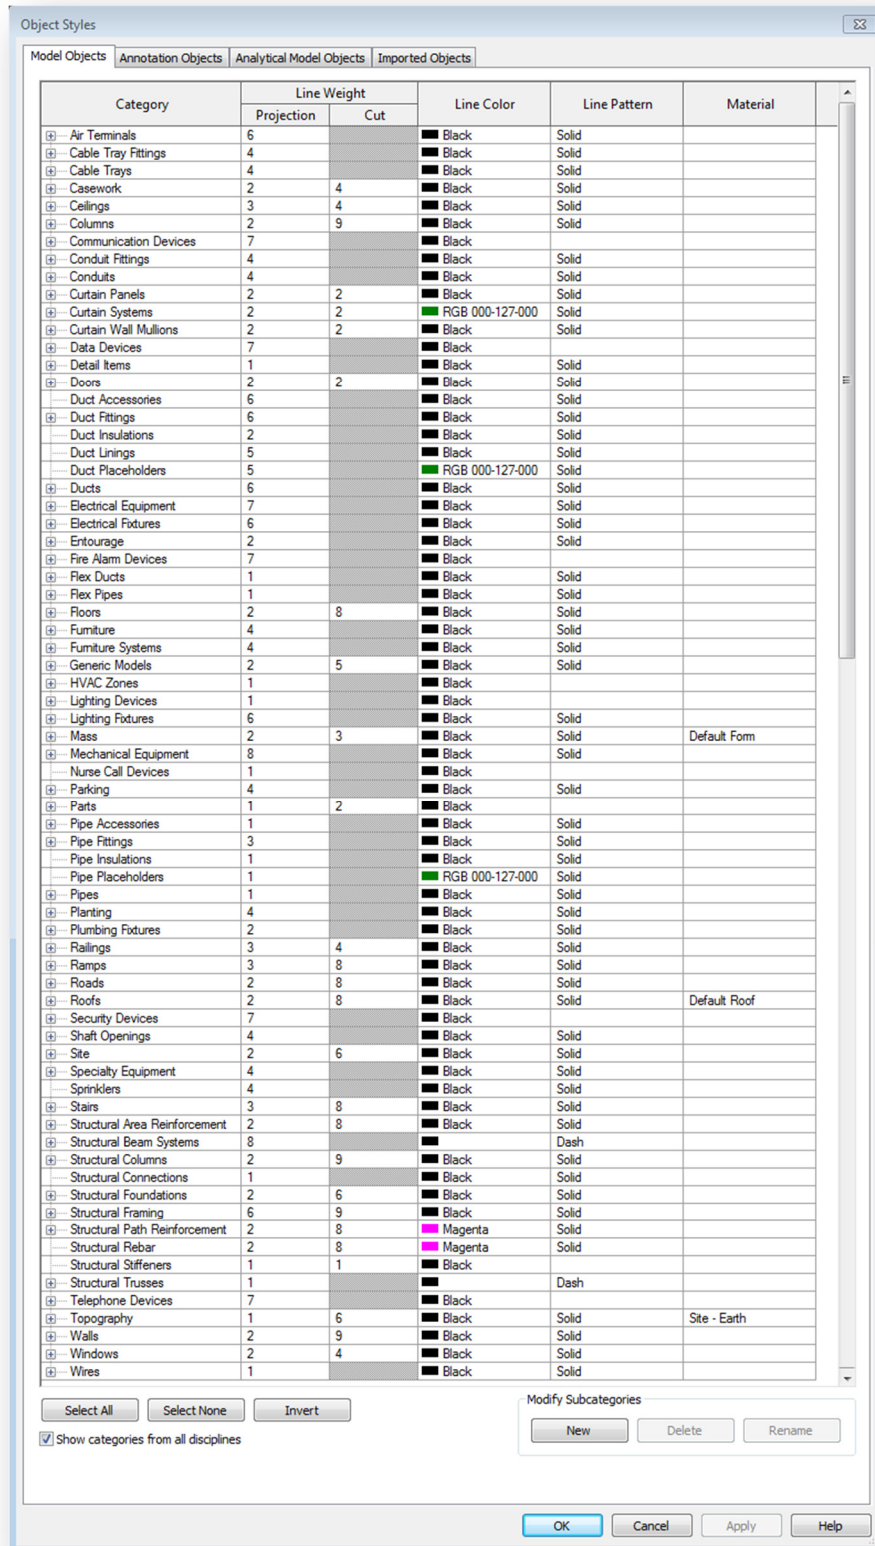 Object Styles
Model Objects Annotation Objects Analytical Model Objects Imported Objects
Category Line Weight Line Color Line Pattern Material
Projection Cut
Air Terminals 6 Black Solid
Cable Tray Fittings 4 Black Solid
Cable Trays 4 Black Solid
Casework 2 4 Black Solid
Ceilings 3 4 Black Solid
Columns 2 9 Black Solid
Communication Devices 7 Black
Conduit Fittings 4 Black Solid
Conduits 4 Black Solid
Curtain Panels 2 2 Black Solid
Curtain Systems 2 2 RGB 000-127-000 Solid
Curtain Wall Mullions 2 2 Black Solid
Data Devices 7 Black
Detail Items 1 Black Solid
Doors 2 2 Black Solid
Duct Accessories 6 Black Solid
Duct Fittings 6 Black Solid
Duct Insulations 2 Black Solid
Duct Linings 5 Black Solid
Duct Placeholders 5 RGB 000-127-000 Solid
Ducts 6 Black Solid
Electrical Equipment 7 Black Solid
Electrical Fixtures 6 Black Solid
Entourage 2 Black Solid
Fire Alarm Devices 7 Black
Flex Ducts 1 Black Solid
Flex Pipes 1 Black Solid
Floors 2 8 Black Solid
Furniture 4 Black Solid
Furniture Systems 4 Black Solid
Generic Models 2 5 Black Solid
HVAC Zones 1 Black
Lighting Devices 1 Black
Lighting Fixtures 6 Black Solid
Mass 2 3 Black Solid Default Form
Mechanical Equipment 8 Black Solid
Nurse Call Devices 1 Black
Parking 4 Black Solid
Parts 1 2 Black
Pipe Accessories 1 Black Solid
Pipe Fittings 3 Black Solid
Pipe Insulations 1 Black Solid
Pipe Placeholders 1 RGB 000-127-000 Solid
Pipes 1 Black Solid
Planting 4 Black Solid
Plumbing Fixtures 2 Black Solid
Railings 3 4 Black Solid
Ramps 3 8 Black Solid
Roads 2 8 Black Solid
Roofs 2 8 Black Solid Default Roof
Security Devices 7 Black
Shaft Openings 4 Black Solid
Site 2 6 Black Solid
Specialty Equipment 4 Black Solid
Sprinklers 4 Black Solid
Stairs 3 8 Black Solid
Structural Area Reinforcement 2 8 Black Solid
Structural Beam Systems 8 Dash
Structural Columns 2 9 Black Solid
Structural Connections 1 Black Solid
Structural Foundations 2 6 Black Solid
Structural Framing 6 9 Black Solid
Structural Path Reinforcement 2 8 Magenta Solid
Structural Rebar 2 8 Magenta Solid
Structural Stiffeners 1 1 Black
Structural Trusses 1 Dash
Telephone Devices 7 Black
Topography 1 6 Black Solid Site - Earth
Walls 2 9 Black Solid
Windows 2 4 Black Solid
Wires 1 Black Solid
Select All Select None Invert
Show categories from all disciplines
Modify Subcategories
New Delete Rename
OK Cancel Apply Help